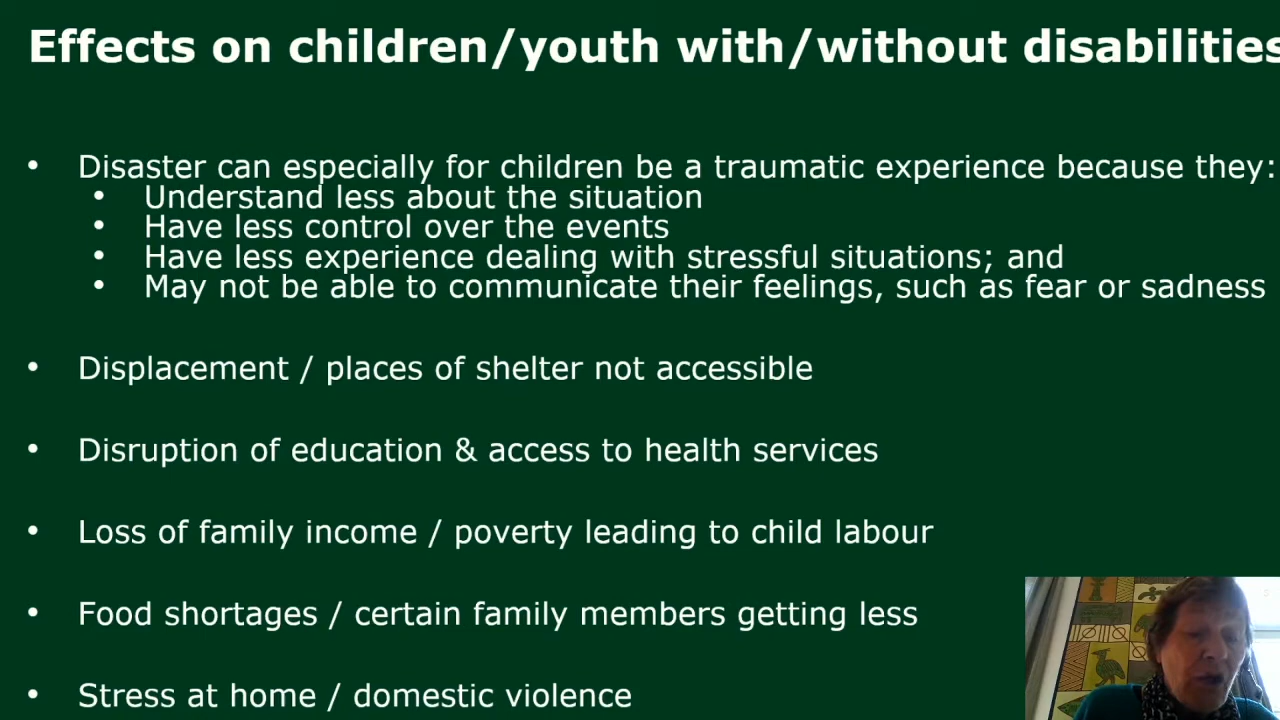 Effects on children/youth with/without disabilities
• Disaster can especially for children be a traumatic experience because they:
• Understand less about the situation
• Have less control over the events
• Have less experience dealing with stressful situations; and
• May not be able to communicate their feelings, such as fear or sadness
• Displacement / places of shelter not accessible
• Disruption of education & access to health services
• Loss of family income / poverty leading to child labour
• Food shortages / certain family members getting less
• Stress at home / domestic violence